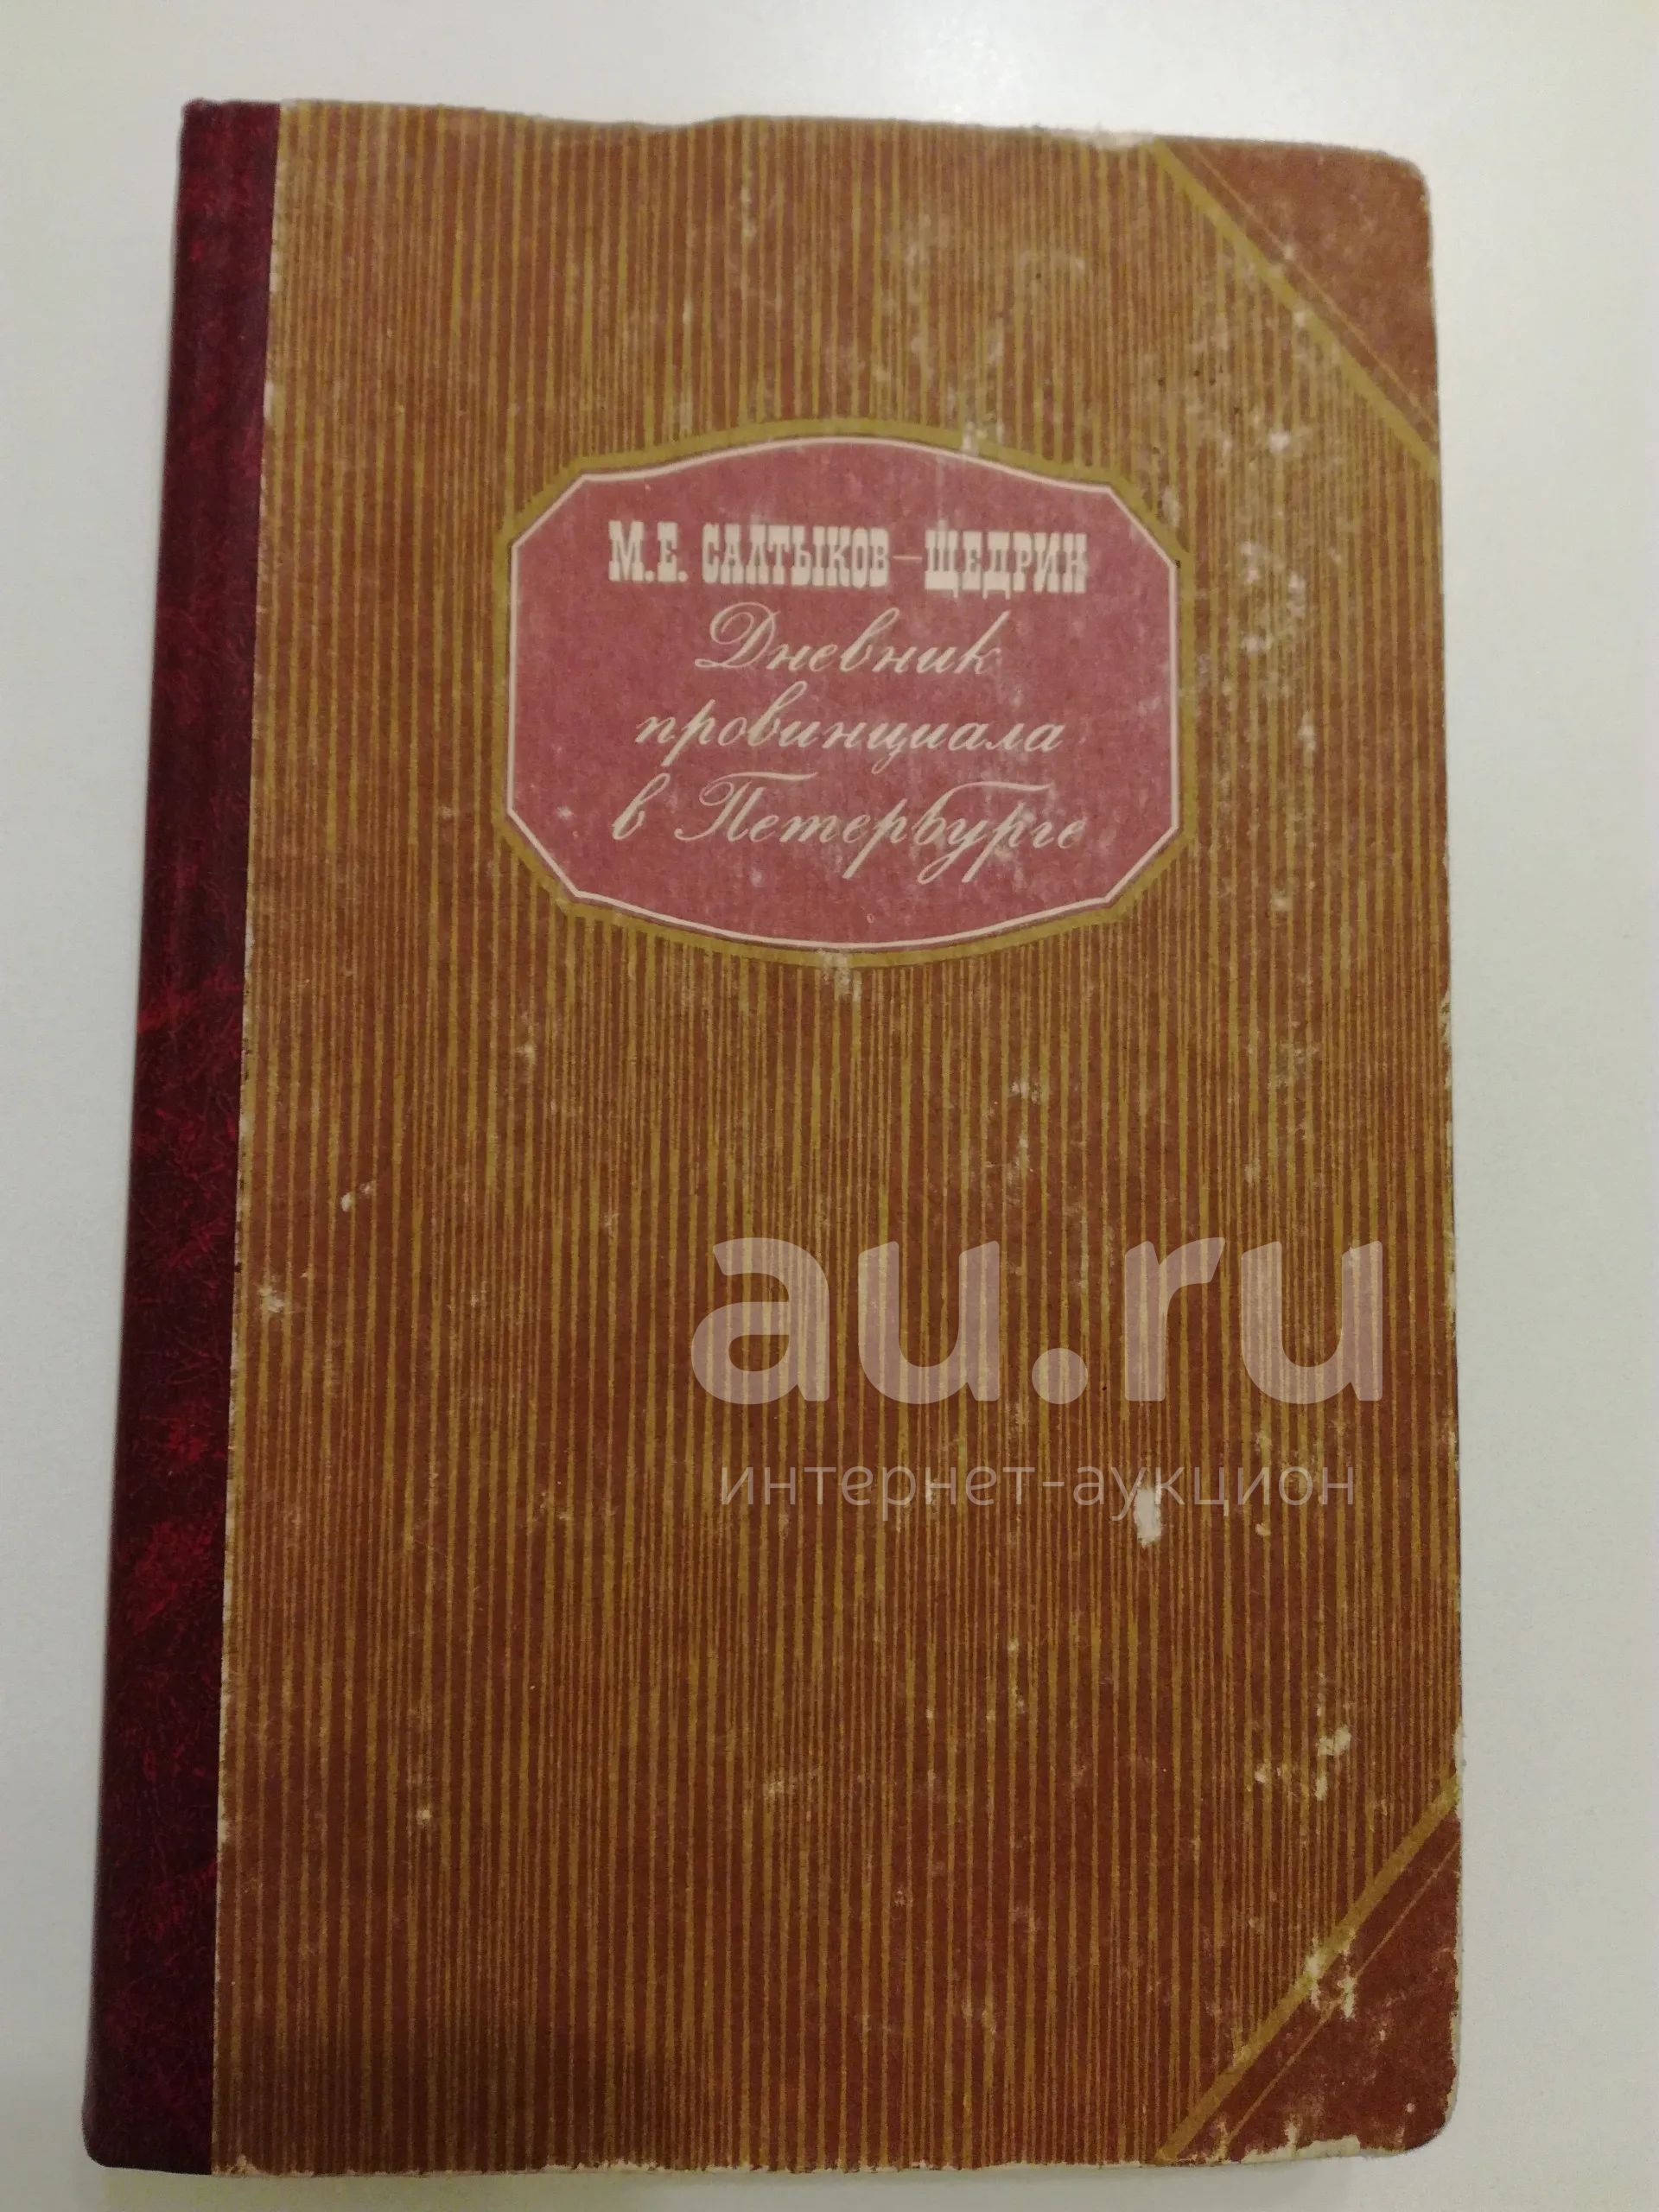 М.Е. САЛТЫКОВ–ЩЕДРИН
Дневник
провинциала
в Петербурге
au.ru
интернет-аукцион